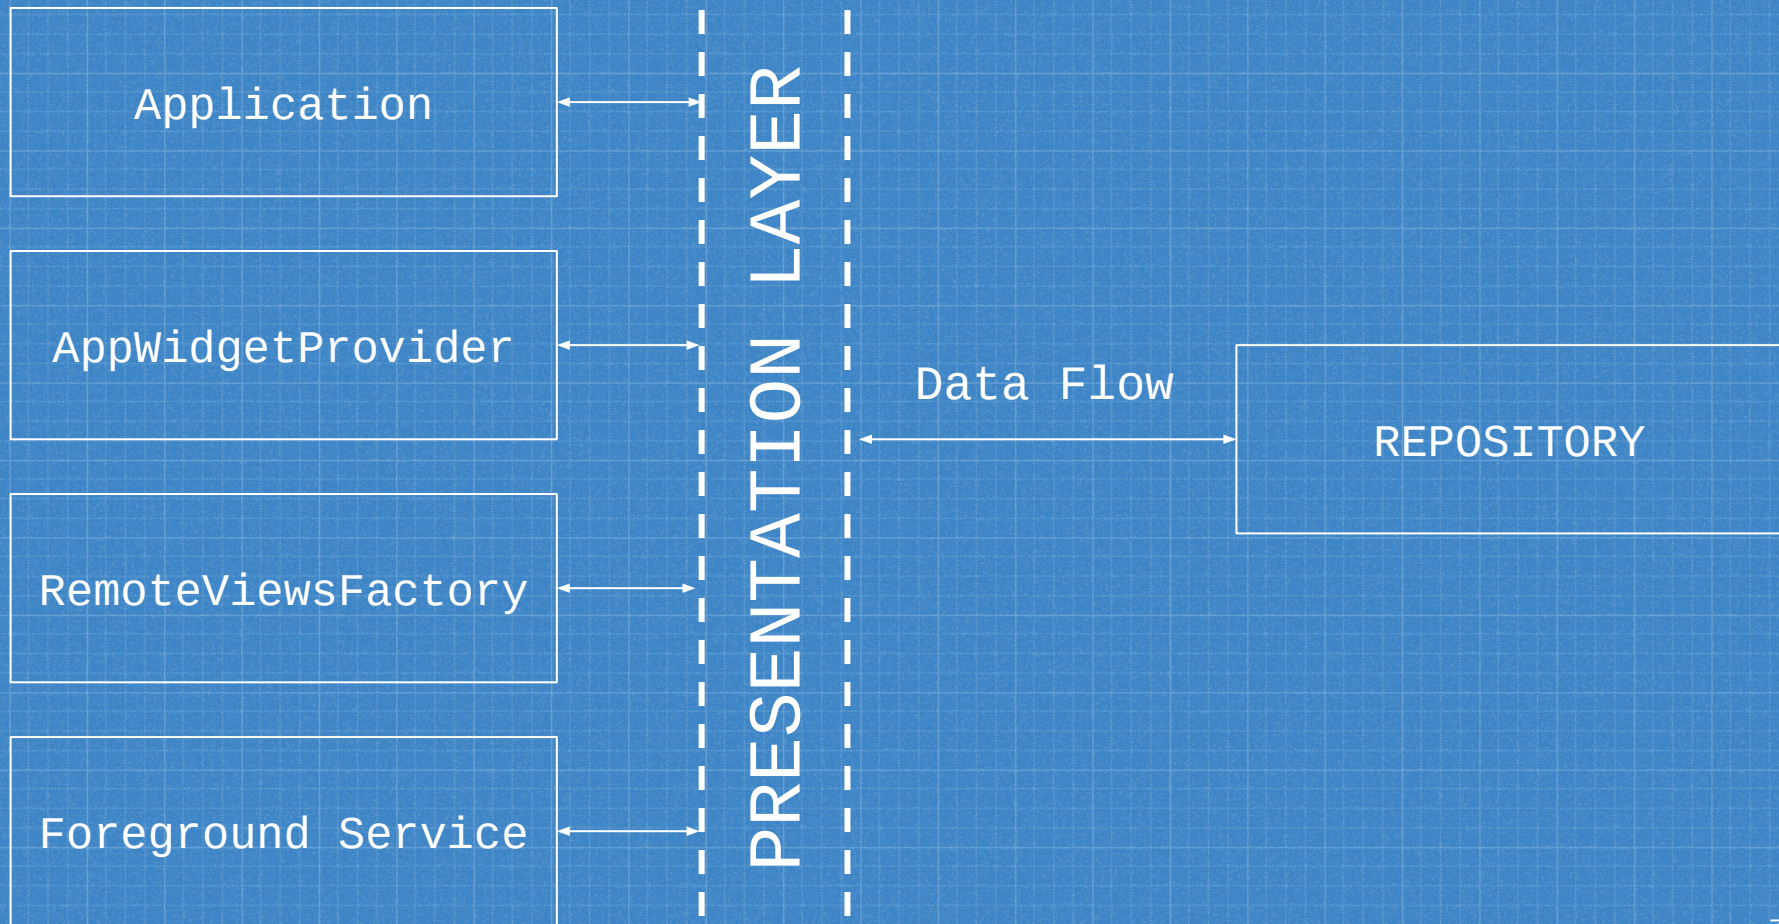 Application
AppWidgetProvider
RemoteViewsFactory
Foreground Service
PRESENTATION LAYER
Data Flow
REPOSITORY